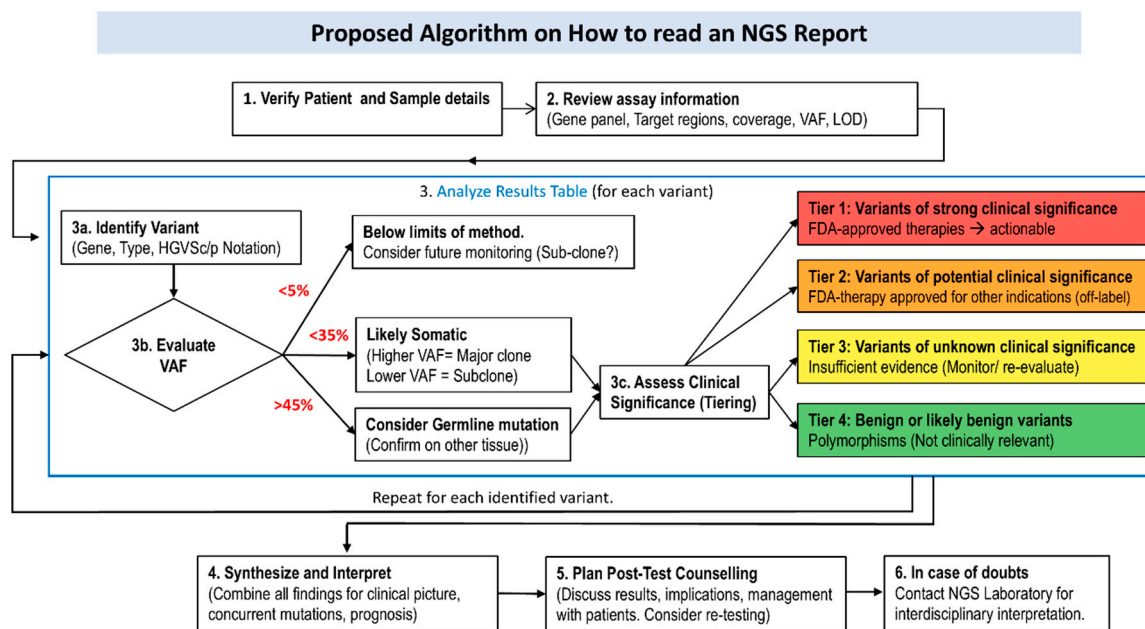 Proposed Algorithm on How to read an NGS Report
1. Verify Patient and Sample details
2. Review assay information
(Gene panel, Target regions, coverage, VAF, LOD)
3. Analyze Results Table (for each variant)
3a. Identify Variant
(Gene, Type, HGVSc/p Notation)
3b. Evaluate
VAF
<5%
<35%
>45%
Below limits of method.
Consider future monitoring (Sub-clone?)
Likely Somatic
(Higher VAF= Major clone
Lower VAF = Subclone)
Consider Germline mutation
(Confirm on other tissue))
3c. Assess Clinical
Significance (Tiering)
Tier 1: Variants of strong clinical significance
FDA-approved therapies → actionable
Tier 2: Variants of potential clinical significance
FDA-therapy approved for other indications (off-label)
Tier 3: Variants of unknown clinical significance
Insufficient evidence (Monitor/ re-evaluate)
Tier 4: Benign or likely benign variants
Polymorphisms (Not clinically relevant)
Repeat for each identified variant.
4. Synthesize and Interpret
(Combine all findings for clinical picture,
concurrent mutations, prognosis)
5. Plan Post-Test Counselling
(Discuss results, implications, management
with patients. Consider re-testing)
6. In case of doubts
Contact NGS Laboratory for
interdisciplinary interpretation.